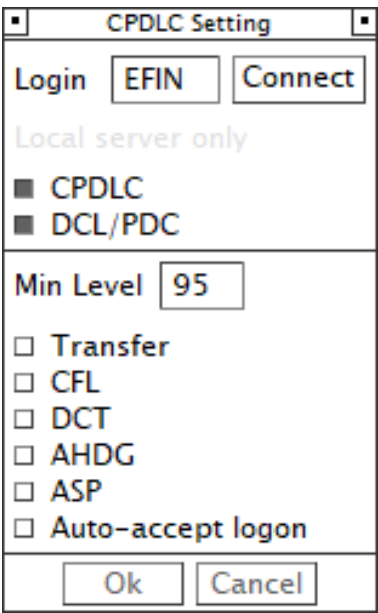 CPDLC Setting
Login EFIN Connect
Local server only
CPDLC
DCL/PDC
Min Level 95
Transfer
CFL
DCT
AHDG
ASP
Auto-accept logon
Ok Cancel